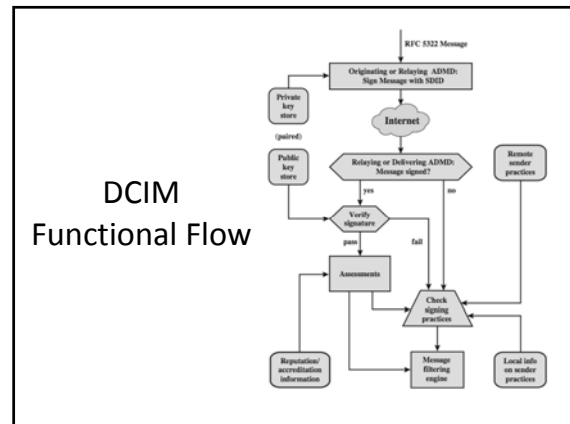 DCIM
Functional Flow
RFC 5322 Message
Originating or Relaying ADMD:
Sign Message with SDID
Private
key
store
(paired)
Internet
Public
key
store
Relaying or Delivering ADMD:
Message signed?
Remote
sender
practices
yes
no
Verify
signature
pass
fail
Assessments
Check
signing
practices
Reputation/
accreditation
information
Message
filtering
engine
Local info
on sender
practices